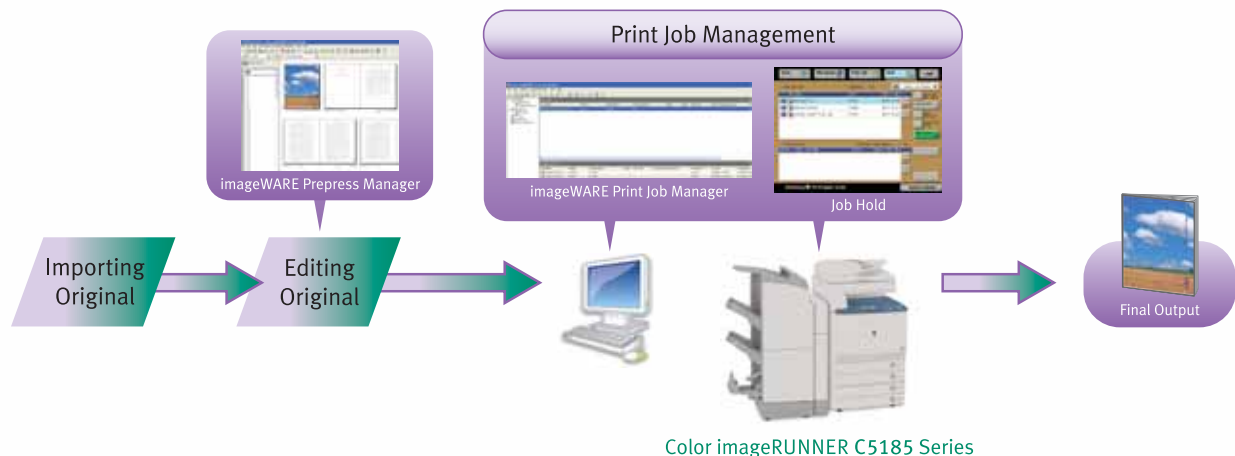 Print Job Management
imageWARE Prepress Manager
imageWARE Print Job Manager
Job Hold
Importing
Original
Editing
Original
Final Output
Color imageRUNNER C5185 Series